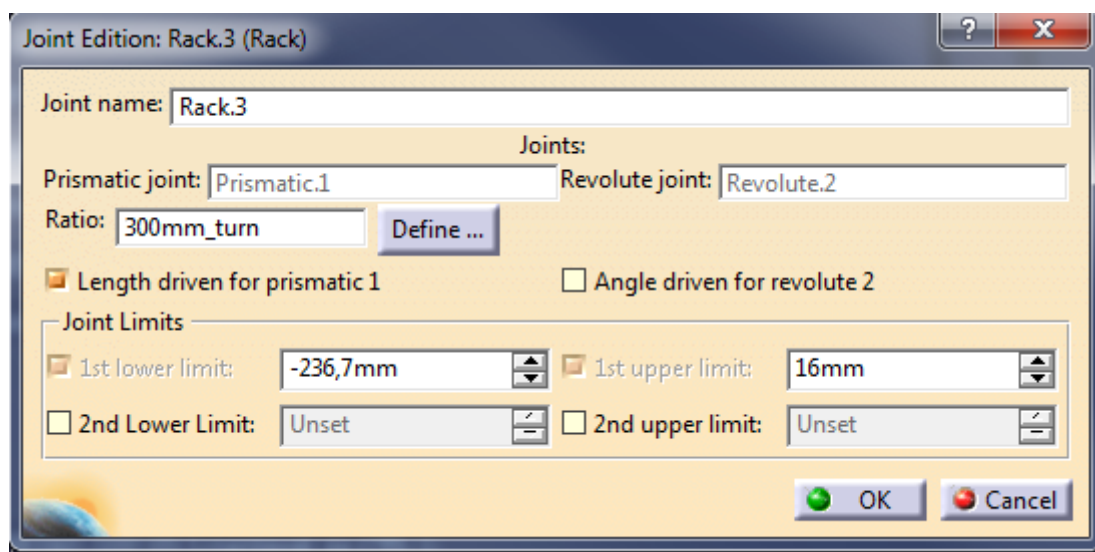 Joint Edition: Rack.3 (Rack)
Joint name: Rack.3
Joints:
Prismatic joint: Prismatic.1 Revolute joint: Revolute.2
Ratio: 300mm_turn Define ...
Length driven for prismatic 1 Angle driven for revolute 2
Joint Limits
1st lower limit: -236,7mm 1st upper limit: 16mm
2nd Lower Limit: Unset 2nd upper limit: Unset
OK Cancel